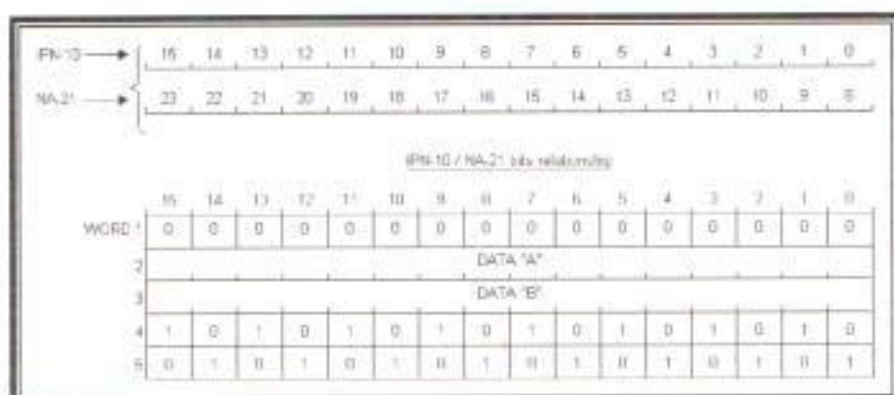 IPN-10 15 14 13 12 11 10 9 8 7 6 5 4 3 2 1 0
NA-21 23 22 21 20 19 18 17 16 15 14 13 12 11 10 9 8
IPN-10 / NA-21 bits relationship
15 14 13 12 11 10 9 8 7 6 5 4 3 2 1 0
WORD 1 0 0 0 0 0 0 0 0 0 0 0 0 0 0 0 0
2 DATA "A"
3 DATA "B"
4 1 0 1 0 1 0 1 0 1 0 1 0 1 0 1 0
5 0 1 0 1 0 1 0 1 0 1 0 1 0 1 0 1